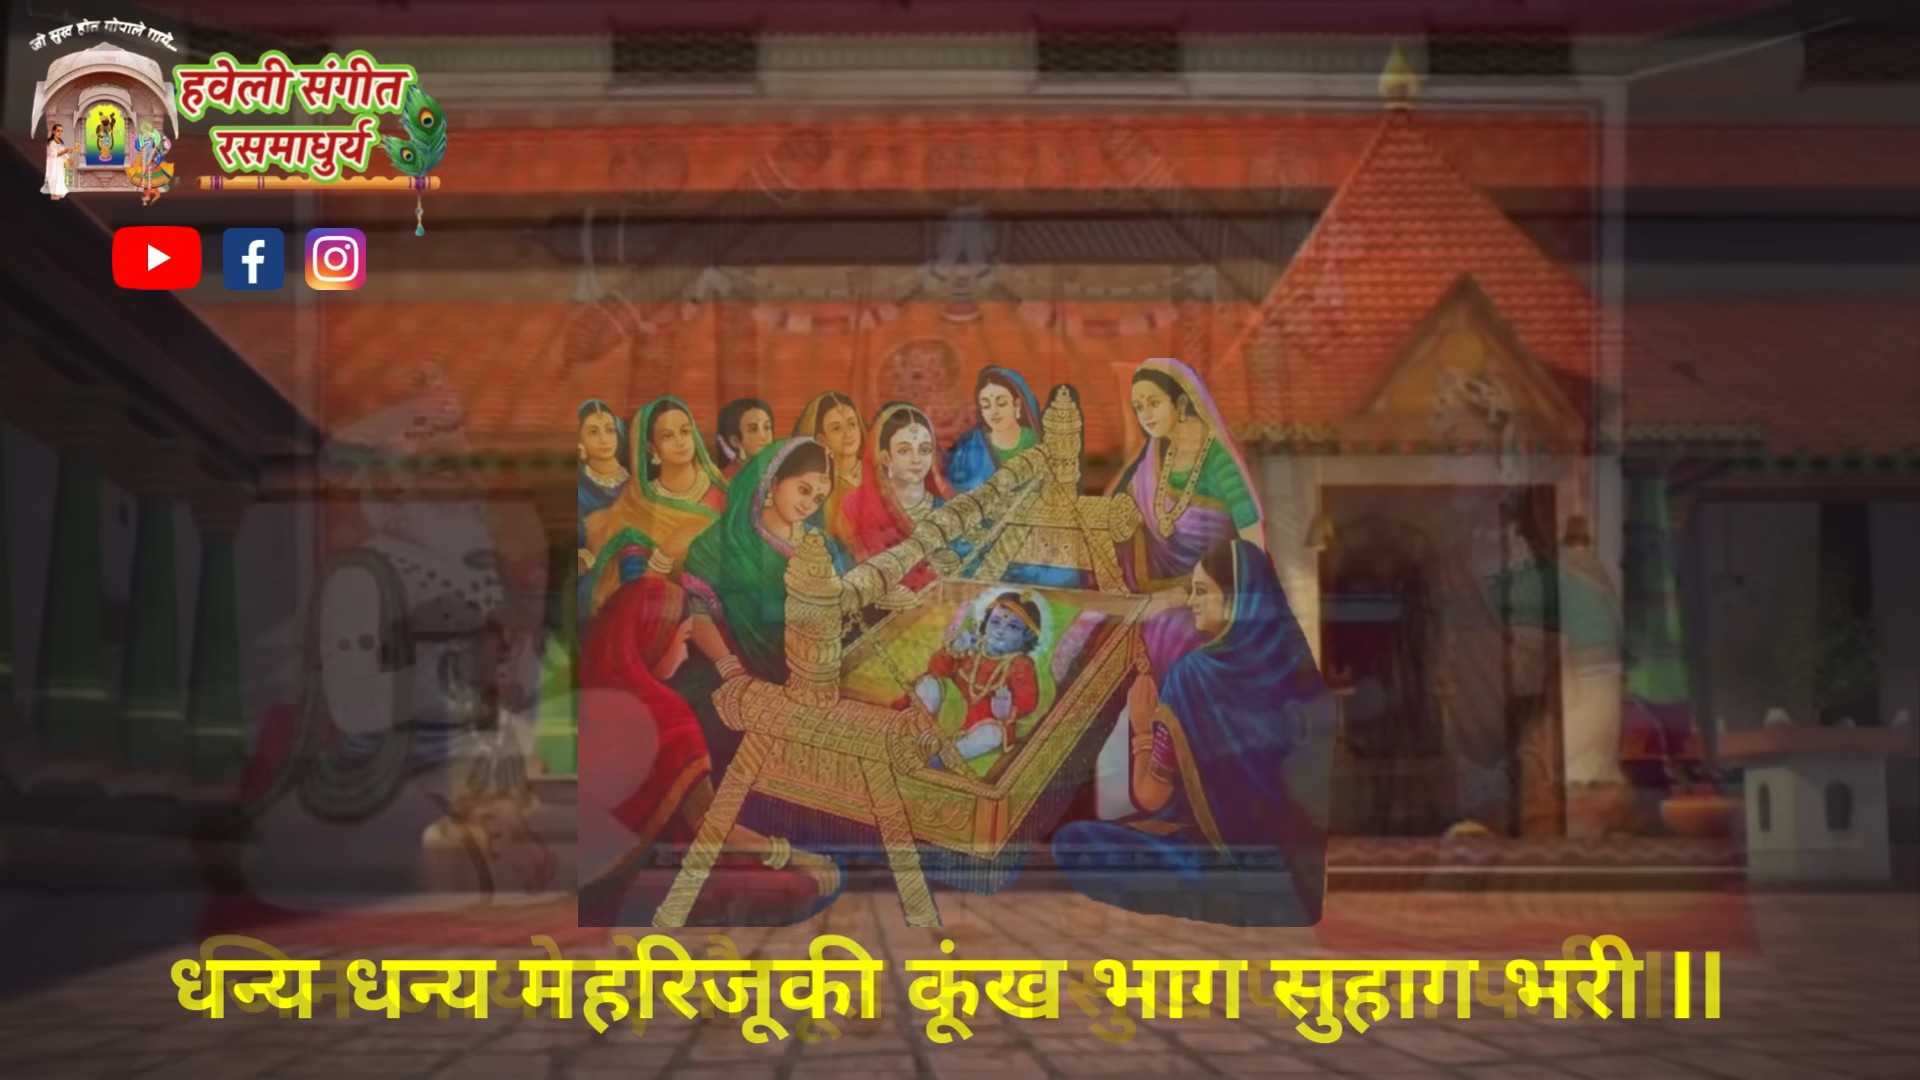 जो सुख होत गोपाले गाये...
हवेली संगीत
रसमाधुर्य
धन्य धन्य महरिजूकी कूंख भाग सुहाग भरी।।